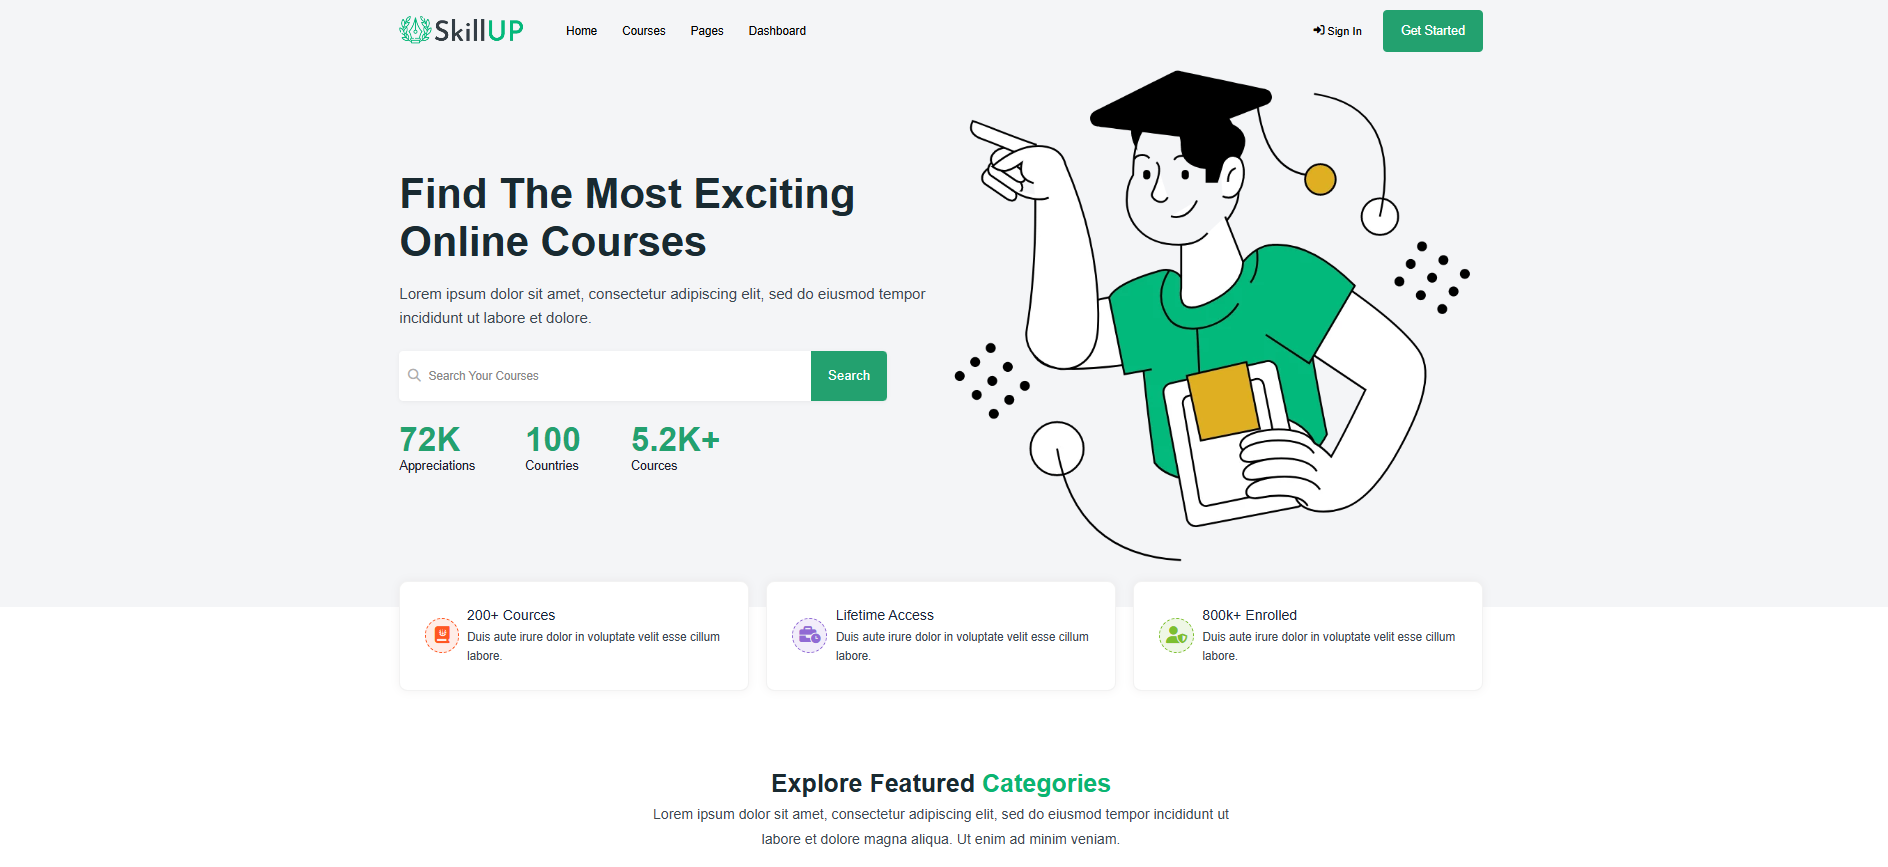 SkillUP
Home
Courses
Pages
Dashboard
Sign In
Get Started
Find The Most Exciting
Online Courses
Lorem ipsum dolor sit amet, consectetur adipiscing elit, sed do eiusmod tempor
incididunt ut labore et dolore.
Search Your Courses
Search
72K
Appreciations
100
Countries
5.2K+
Cources
200+ Cources
Duis aute irure dolor in voluptate velit esse cillum
labore.
Lifetime Access
Duis aute irure dolor in voluptate velit esse cillum
labore.
800k+ Enrolled
Duis aute irure dolor in voluptate velit esse cillum
labore.
Explore Featured Categories
Lorem ipsum dolor sit amet, consectetur adipiscing elit, sed do eiusmod tempor incididunt ut
labore et dolore magna aliqua. Ut enim ad minim veniam.